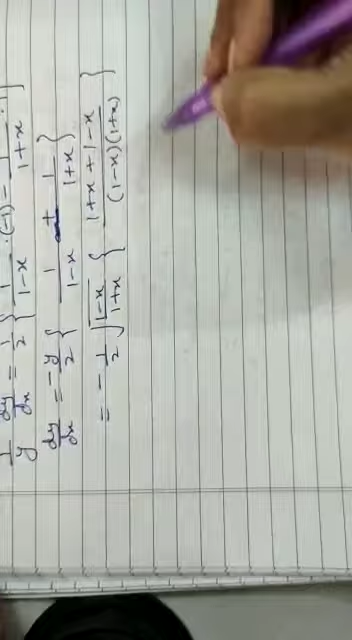 1/y dy/dx = 1/2 { 1/1-x .(-1) - 1/1+x .1 }
dy/dx = -y/2 { 1/1-x + 1/1+x }
= - 1/2 √1-x/1+x { 1+x+1-x/(1-x)(1+x) }